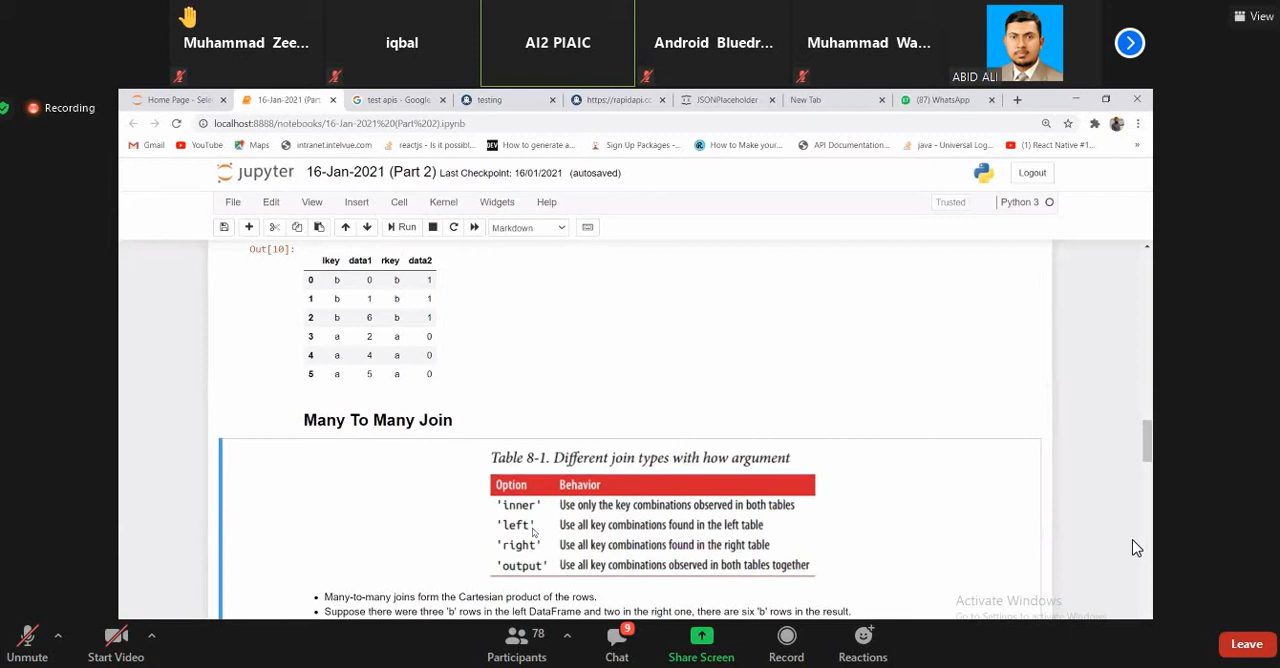 Muhammad Zee...
iqbal
AI2 PIAIC
Android Bluedr...
Muhammad Wa...
ABID ALI
View
Recording
Home Page - Sele
16-Jan-2021 (Part
test apis - Google
testing
https://rapidapi.co
JSONPlaceholder
New Tab
(87) WhatsApp
localhost:8888/notebooks/16-Jan-2021%20(Part%202).ipynb
Gmail
YouTube
Maps
intranet.intelvue.com
reactjs - Is it possibl...
DEV
How to generate a...
Sign Up Packages -...
How to Make your...
API Documentation...
java - Universal Log...
(1) React Native #1...
»
jupyter 16-Jan-2021 (Part 2) Last Checkpoint: 16/01/2021 (autosaved)
Logout
File Edit View Insert Cell Kernel Widgets Help
Trusted
Python 3
Run
Markdown
Out[10]:
lkey data1 rkey data2
0 b 0 b 1
1 b 1 b 1
2 b 6 b 1
3 a 2 a 0
4 a 4 a 0
5 a 5 a 0
Many To Many Join
Table 8-1. Different join types with how argument
Option Behavior
'inner' Use only the key combinations observed in both tables
'left' Use all key combinations found in the left table
'right' Use all key combinations found in the right table
'output' Use all key combinations observed in both tables together
• Many-to-many joins form the Cartesian product of the rows.
• Suppose there were three 'b' rows in the left DataFrame and two in the right one, there are six 'b' rows in the result.
Activate Windows
Go to Settings to activate Windows.
Unmute
Start Video
78
Participants
9
Chat
Share Screen
Record
Reactions
Leave